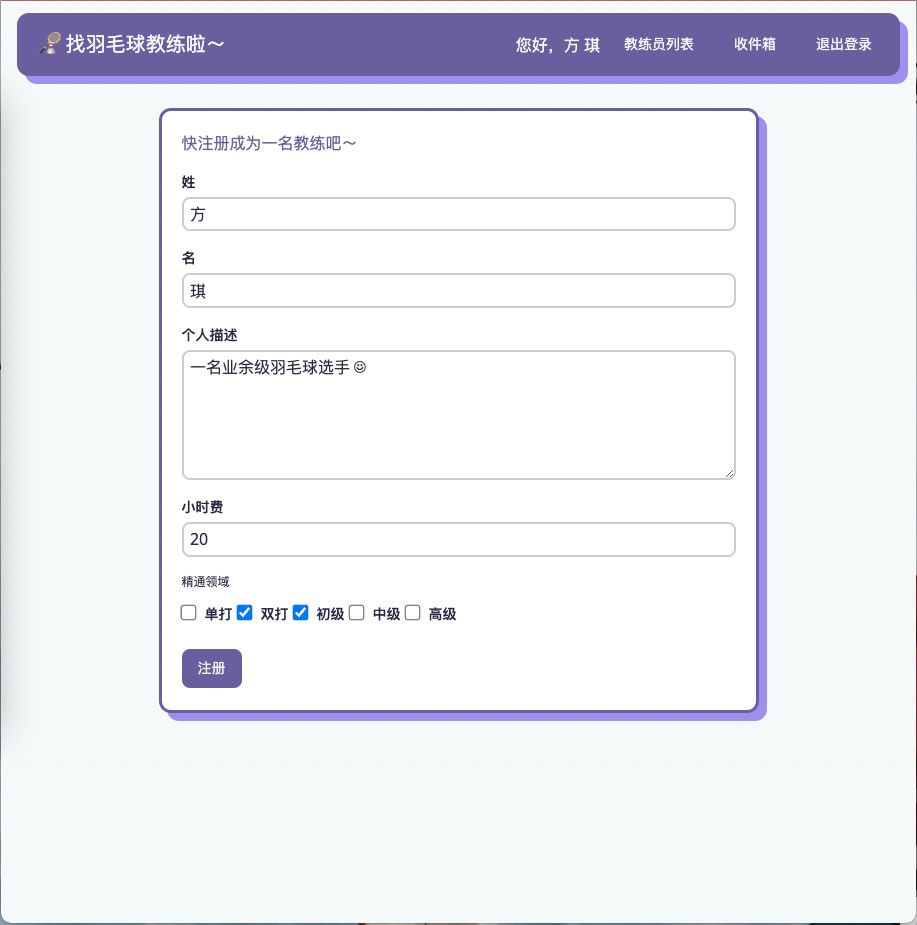 找羽毛球教练啦～
您好，方 琪 教练员列表 收件箱 退出登录
快注册成为一名教练吧～
姓
方
名
琪
个人描述
一名业余级羽毛球选手☺
小时费
20
精通领域
单打 双打 初级 中级 高级
注册